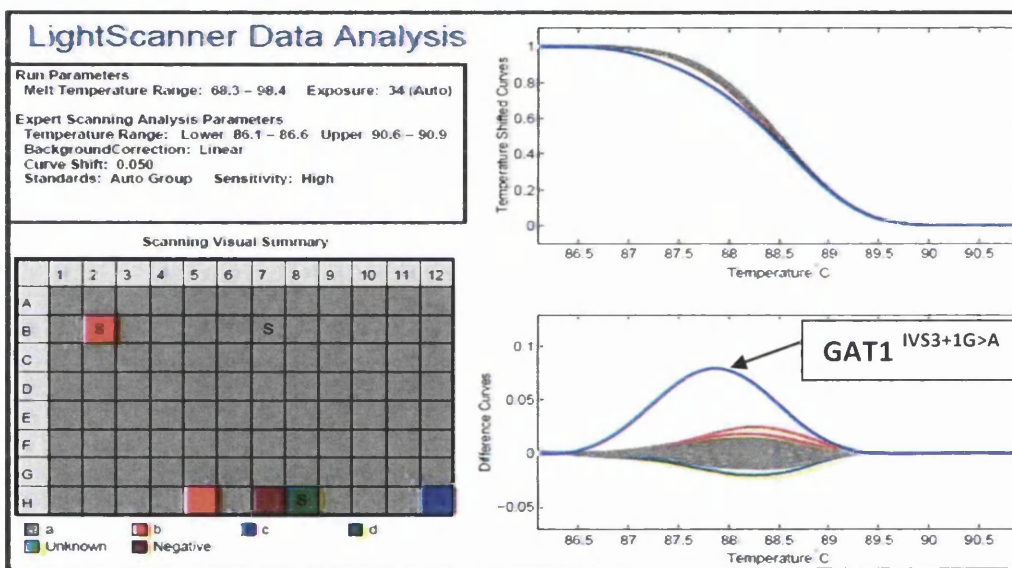 LightScanner Data Analysis
Run Parameters
Melt Temperature Range: 68.3 – 98.4 Exposure: 34 (Auto)
Expert Scanning Analysis Parameters
Temperature Range: Lower 86.1 – 86.6 Upper 90.6 – 90.9
BackgroundCorrection: Linear
Curve Shift: 0.050
Standards: Auto Group Sensitivity: High
Scanning Visual Summary
1 2 3 4 5 6 7 8 9 10 11 12
A
B S S
C
D
E
F
G
H S
a b c d
Unknown Negative
Temperature Shifted Curves
1
0.8
0.6
0.4
0.2
0
86.5 87 87.5 88 88.5 89 89.5 90 90.5
Temperature °C
Difference Curves
0.1
0.05
0
−0.05
GAT1 IVS3+1G>A
86.5 87 87.5 88 88.5 89 89.5 90 90.5
Temperature °C